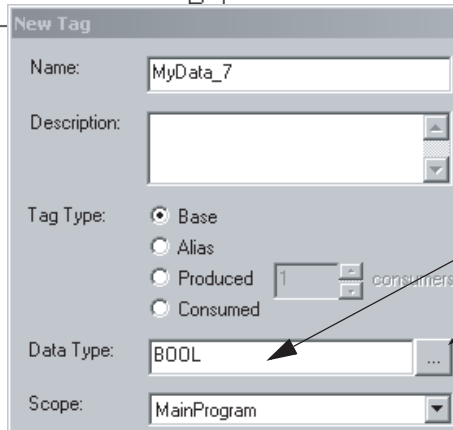 New Tag
Name: MyData_7
Description:
Tag Type: Base
Alias
Produced 1 consumers
Consumed
Data Type: BOOL ...
Scope: MainProgram